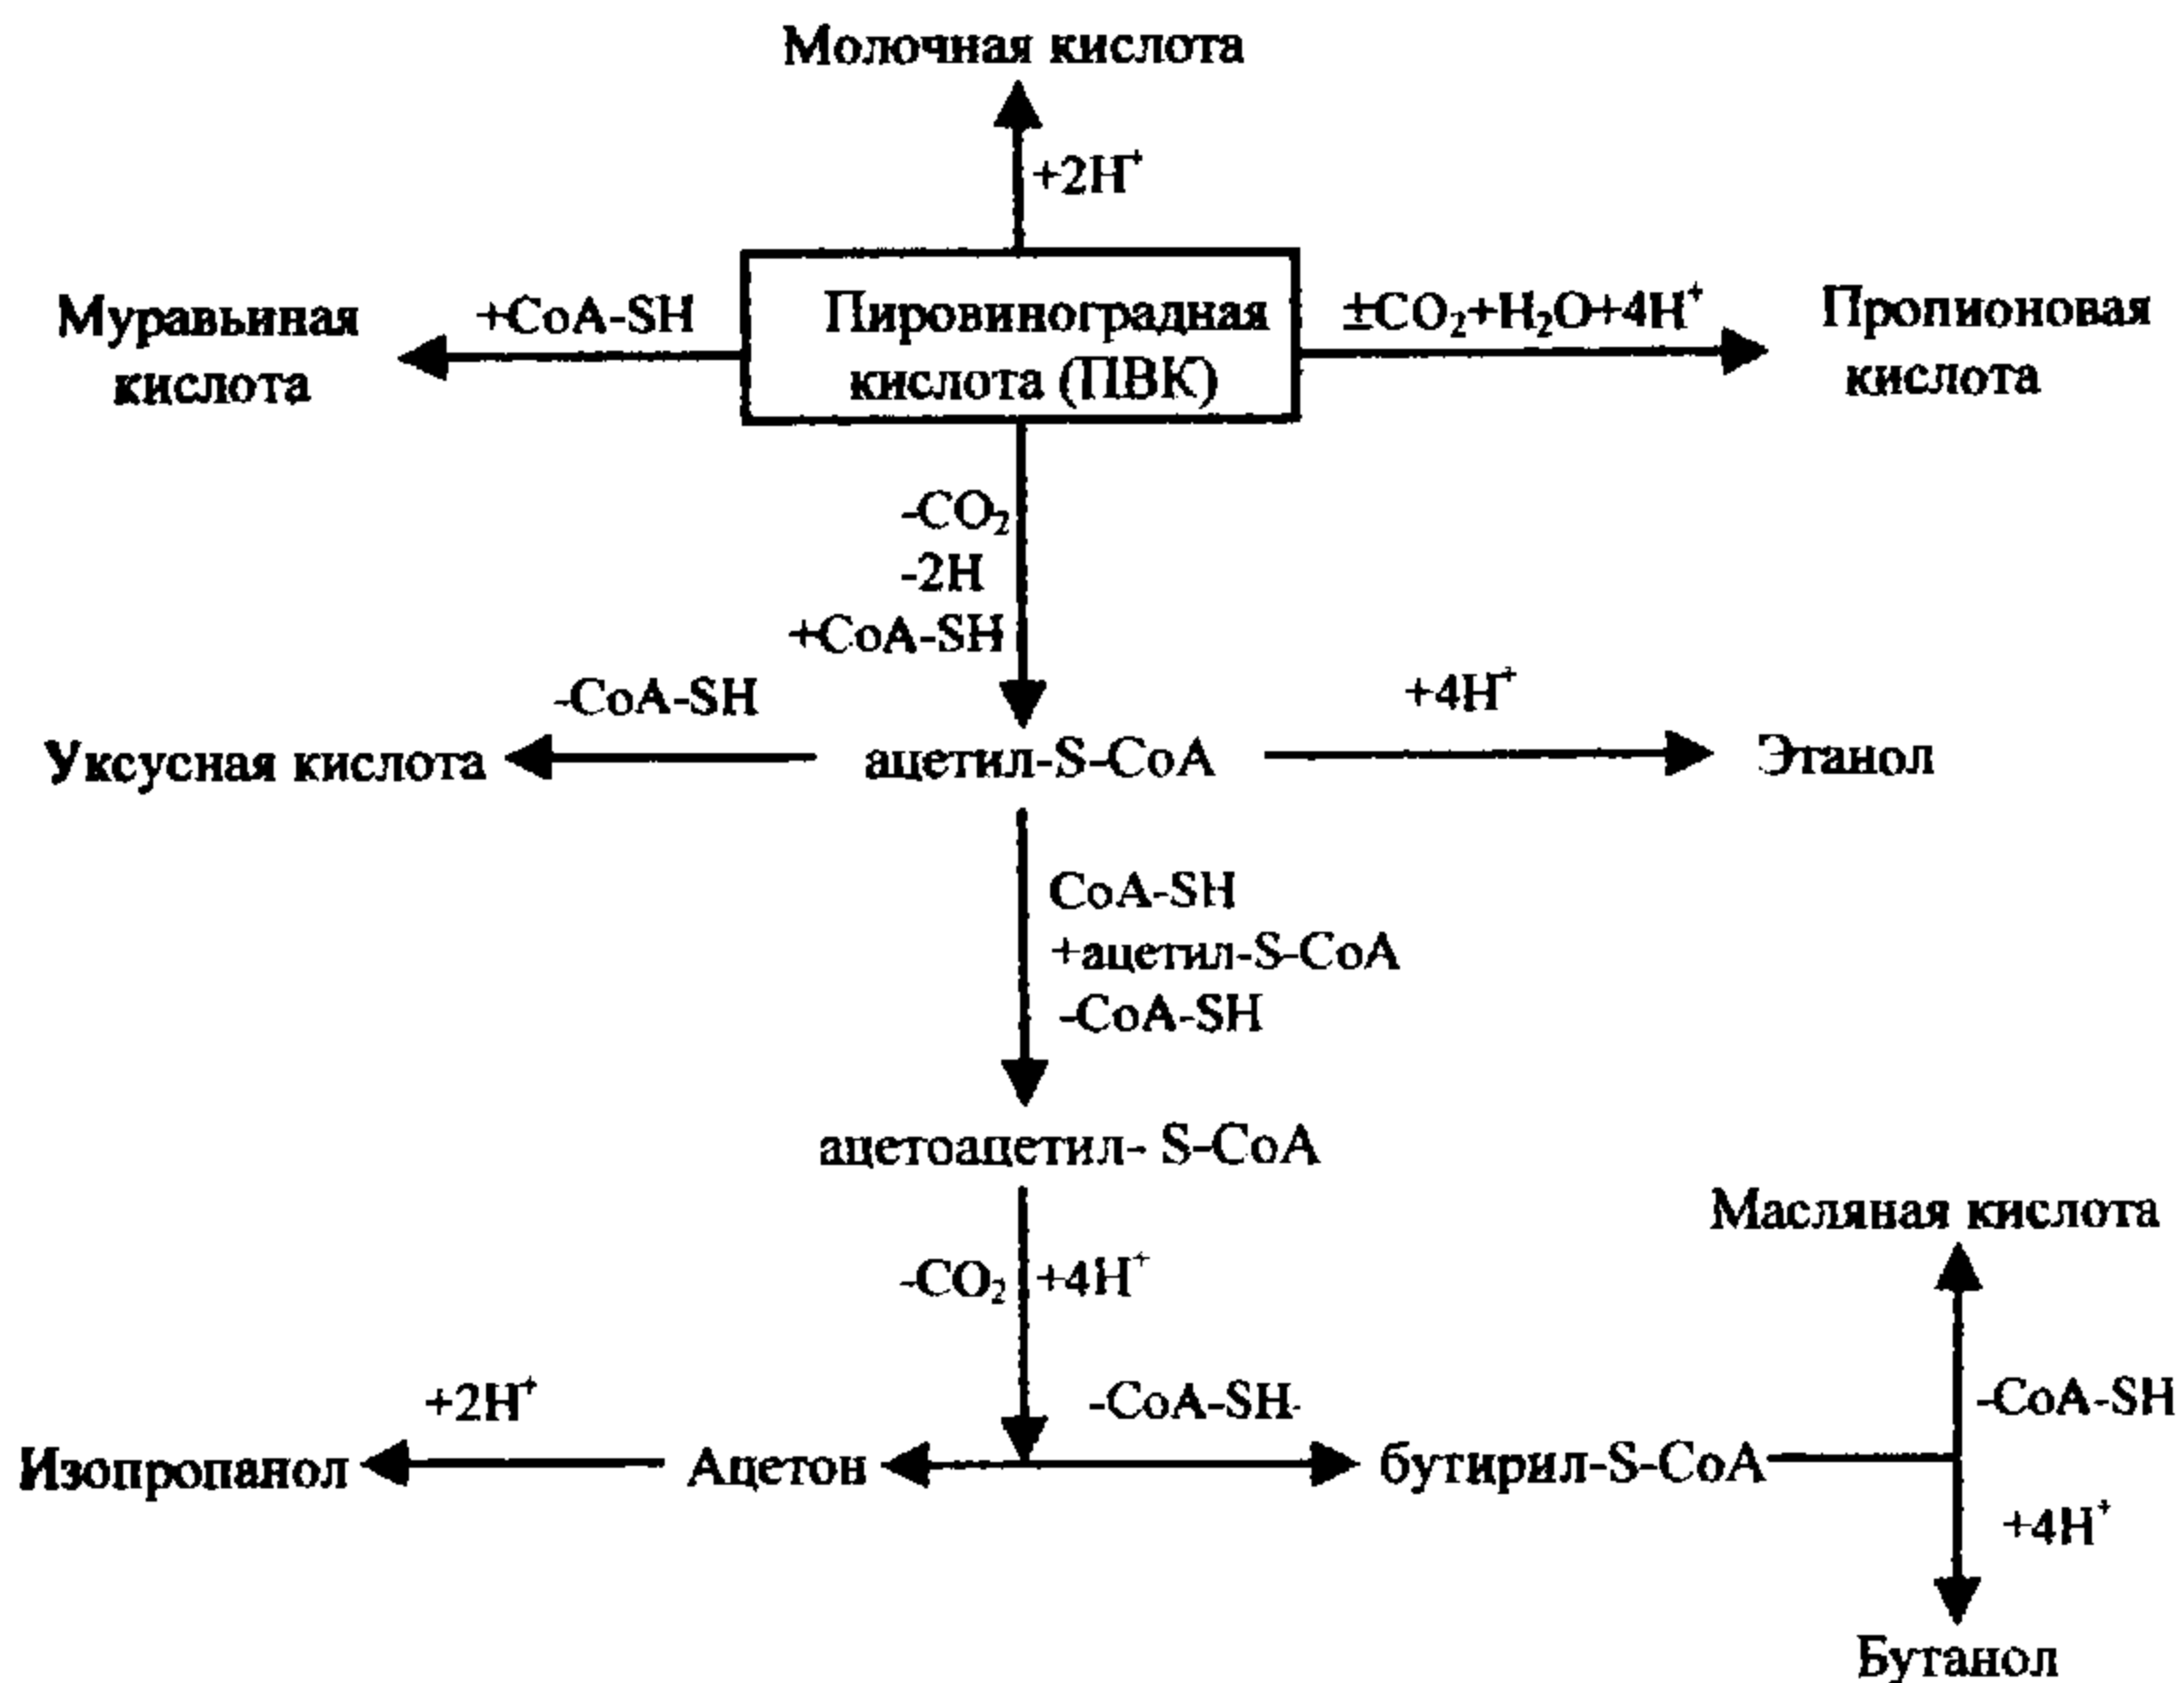 Молочная кислота
+2H⁺
Муравьиная
кислота
+CoA-SH
Пировиноградная
кислота (ПВК)
±CO₂+H₂O+4H⁺
Пропионовая
кислота
-CO₂
-2H
+CoA-SH
-CoA-SH
+4H⁺
Уксусная кислота
ацетил-S-CoA
Этанол
CoA-SH
+ацетил-S-CoA
-CoA-SH
ацетоацетил- S-CoA
Масляная кислота
-CO₂
+4H⁺
+2H⁺
-CoA-SH
-CoA-SH
Изопропанол
Ацетон
бутирил-S-CoA
+4H⁺
Бутанол